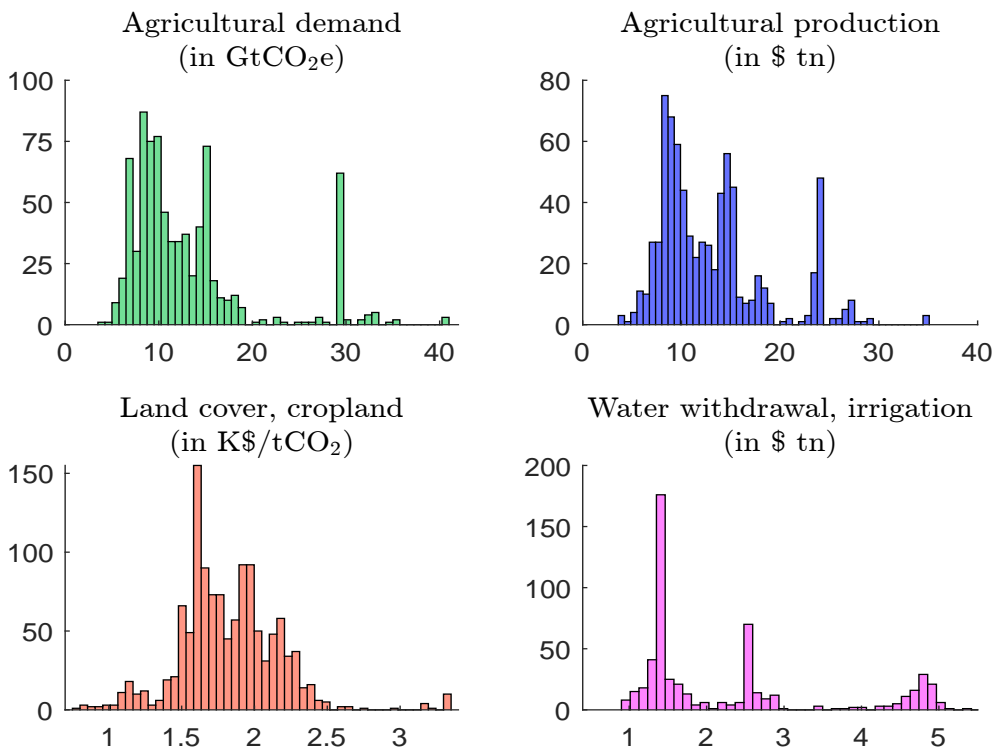 Agricultural demand
(in GtCO₂e)
100
75
50
25
0
0 10 20 30 40
Agricultural production
(in $ tn)
80
60
40
20
0
0 10 20 30 40
Land cover, cropland
(in K$/tCO₂)
150
100
50
0
1 1.5 2 2.5 3
Water withdrawal, irrigation
(in $ tn)
200
150
100
50
0
1 2 3 4 5